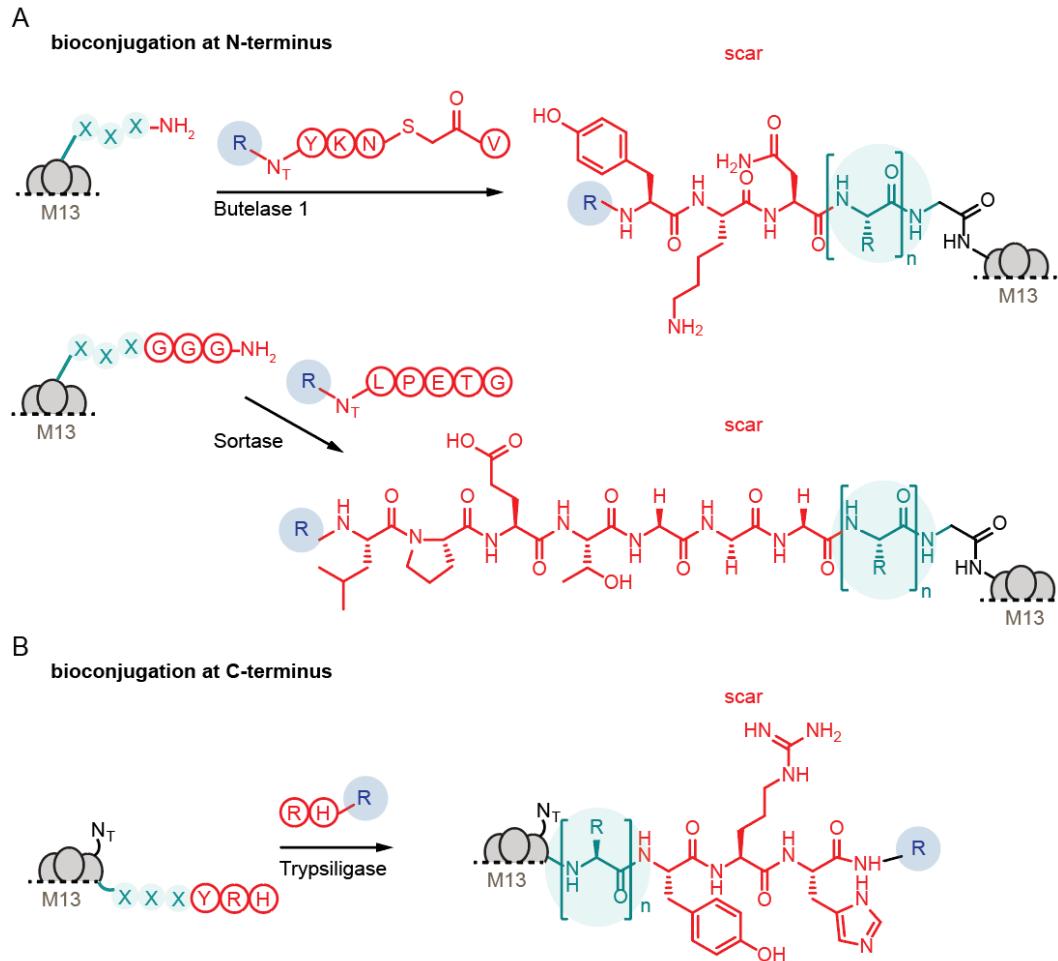 A
bioconjugation at N-terminus
scar
X X X –NH2
M13
R NT Y K N S O V
Butelase 1
HO
H2N O
R N H O H N O NH2 N H O O H N R O n N H O HN
M13
X X X G G G –NH2
M13
R NT L P E T G
Sortase
scar
HO O
R H N O N O N H O H N O OH N H H O H N H O N H H O H N R O n N H O HN
M13
B
bioconjugation at C-terminus
scar
HN NH2
NH
R H R
Trypsiligase
NT
M13
X X X Y R H
NT
M13
N H R O n H N O OH N H O H N O NH HN N R